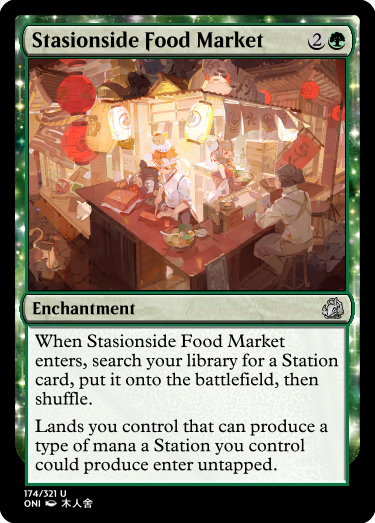 Stasionside Food Market 2
Enchantment
When Stasionside Food Market
enters, search your library for a Station
card, put it onto the battlefield, then
shuffle.
Lands you control that can produce a
type of mana a Station you control
could produce enter untapped.
174/321 U
ONI 木人舍